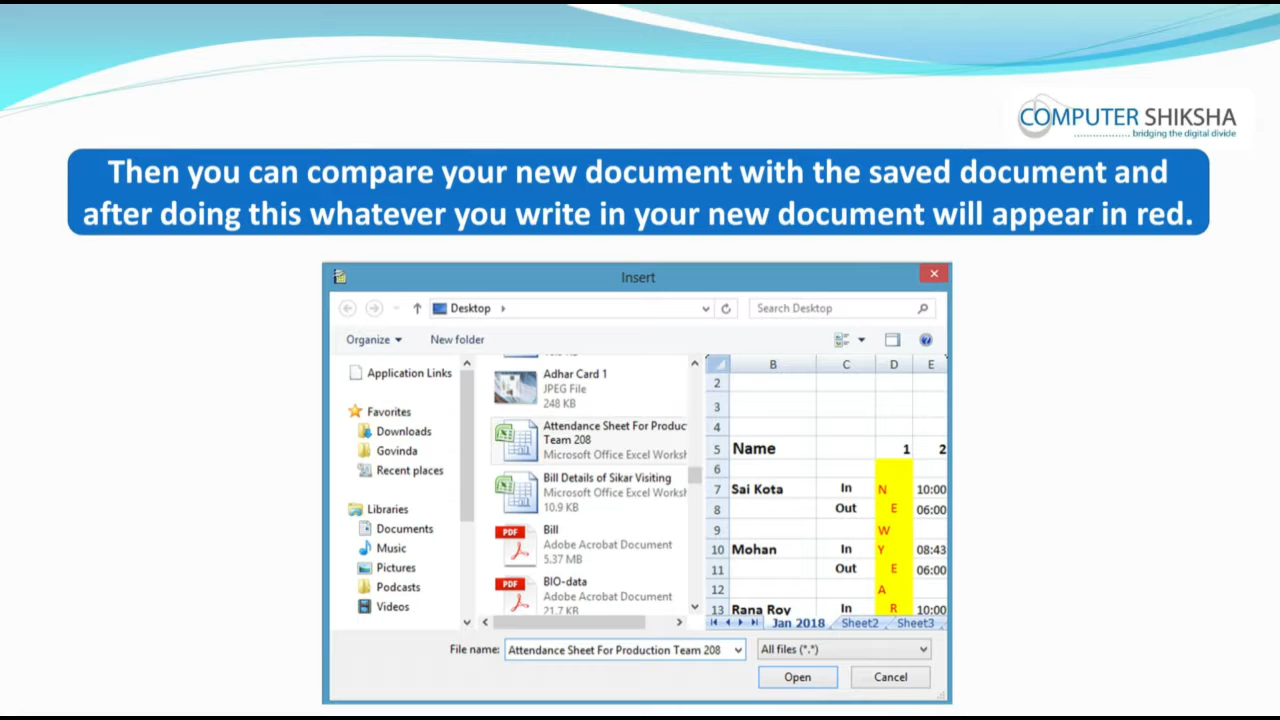 COMPUTER SHIKSHA
bridging the digital divide
Then you can compare your new document with the saved document and
after doing this whatever you write in your new document will appear in red.
Insert
Desktop
Search Desktop
Organize
New folder
Application Links
Favorites
Downloads
Govinda
Recent places
Libraries
Documents
Music
Pictures
Podcasts
Videos
Adhar Card 1
JPEG File
248 KB
Attendance Sheet For Produc
Team 208
Microsoft Office Excel Worksh
Bill Details of Sikar Visiting
Microsoft Office Excel Worksh
10.9 KB
PDF
Bill
Adobe Acrobat Document
5.37 MB
PDF
BIO-data
Adobe Acrobat Document
21.7 KB
B C D E
2
3
4
5 Name 1 2
6
7 Sai Kota In N 10:00
8 Out E 06:00
9 W
10 Mohan In Y 08:43
11 Out E 06:00
12 A
13 Rana Roy In R 10:00
Jan 2018 Sheet2 Sheet3
File name: Attendance Sheet For Production Team 208
All files (*.*)
Open
Cancel